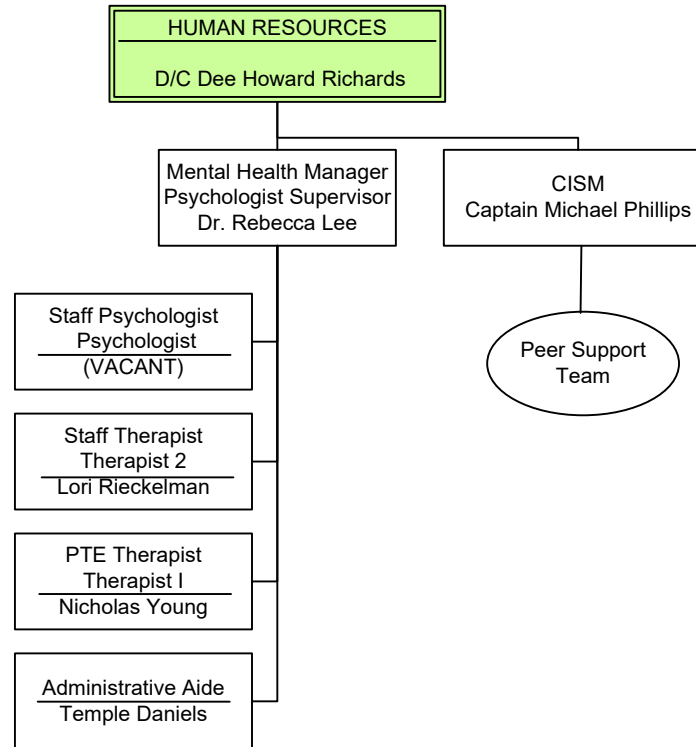 HUMAN RESOURCES
D/C Dee Howard Richards
Mental Health Manager
Psychologist Supervisor
Dr. Rebecca Lee
CISM
Captain Michael Phillips
Staff Psychologist
Psychologist
(VACANT)
Peer Support
Team
Staff Therapist
Therapist 2
Lori Rieckelman
PTE Therapist
Therapist I
Nicholas Young
Administrative Aide
Temple Daniels